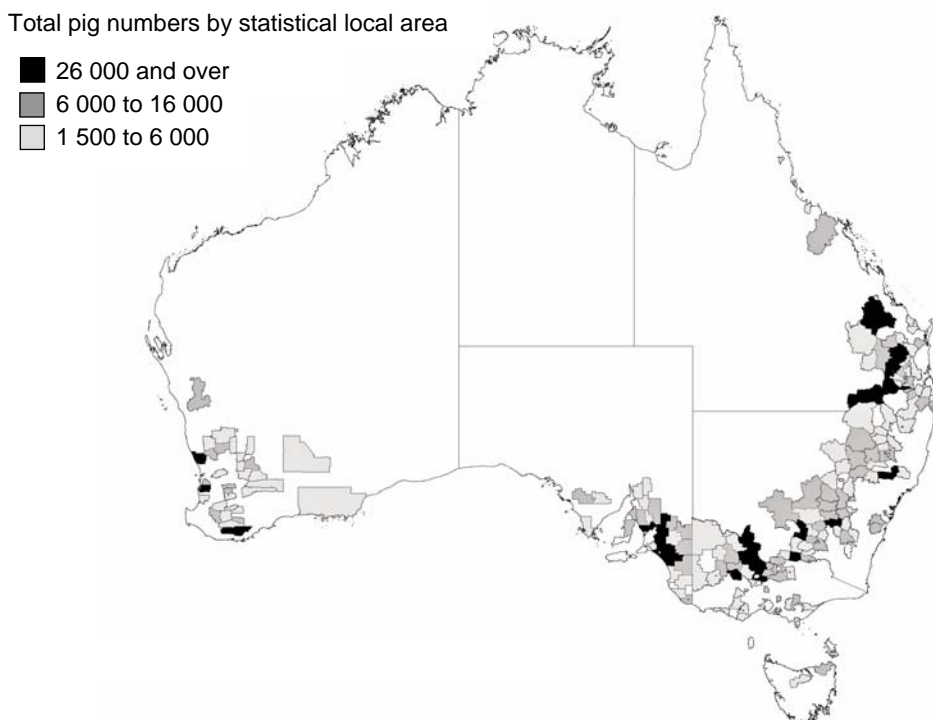 Total pig numbers by statistical local area
26 000 and over
6 000 to 16 000
1 500 to 6 000